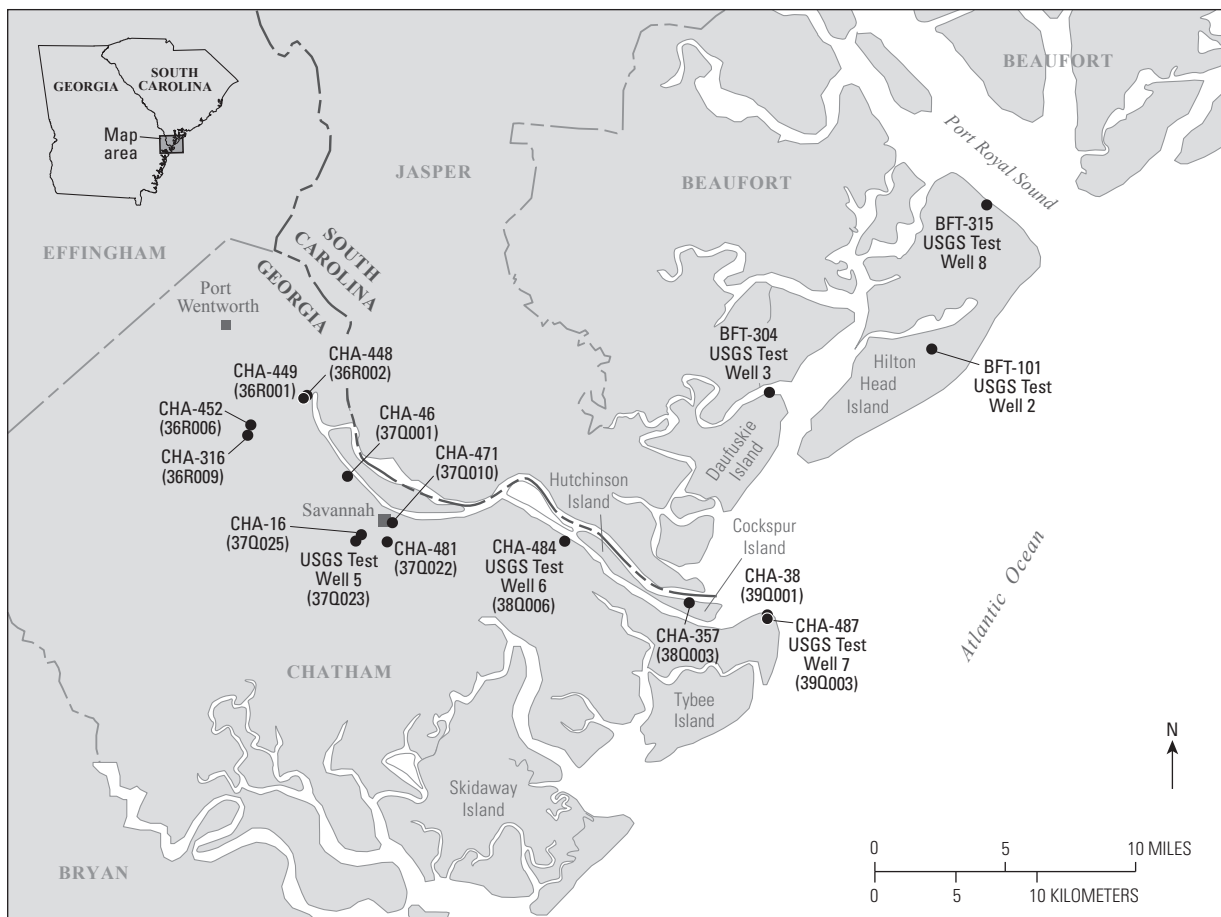 GEORGIA
SOUTH
CAROLINA
Map
area
BEAUFORT
Port Royal Sound
JASPER
BEAUFORT
EFFINGHAM
SOUTH
CAROLINA
GEORGIA
Port
Wentworth
BFT-315
USGS Test
Well 8
BFT-304
USGS Test
Well 3
Hilton
Head
Island
BFT-101
USGS Test
Well 2
CHA-448
(36R002)
CHA-449
(36R001)
CHA-452
(36R006)
CHA-316
(36R009)
CHA-46
(37Q001)
CHA-471
(37Q010)
Daufuskie
Island
Hutchinson
Island
Savannah
CHA-16
(37Q025)
USGS Test
Well 5
(37Q023)
CHA-481
(37Q022)
CHA-484
USGS Test
Well 6
(38Q006)
Cockspur
Island
CHA-38
(39Q001)
CHA-357
(38Q003)
CHA-487
USGS Test
Well 7
(39Q003)
Atlantic Ocean
CHATHAM
Tybee
Island
Skidaway
Island
BRYAN
N
0 5 10 MILES
0 5 10 KILOMETERS